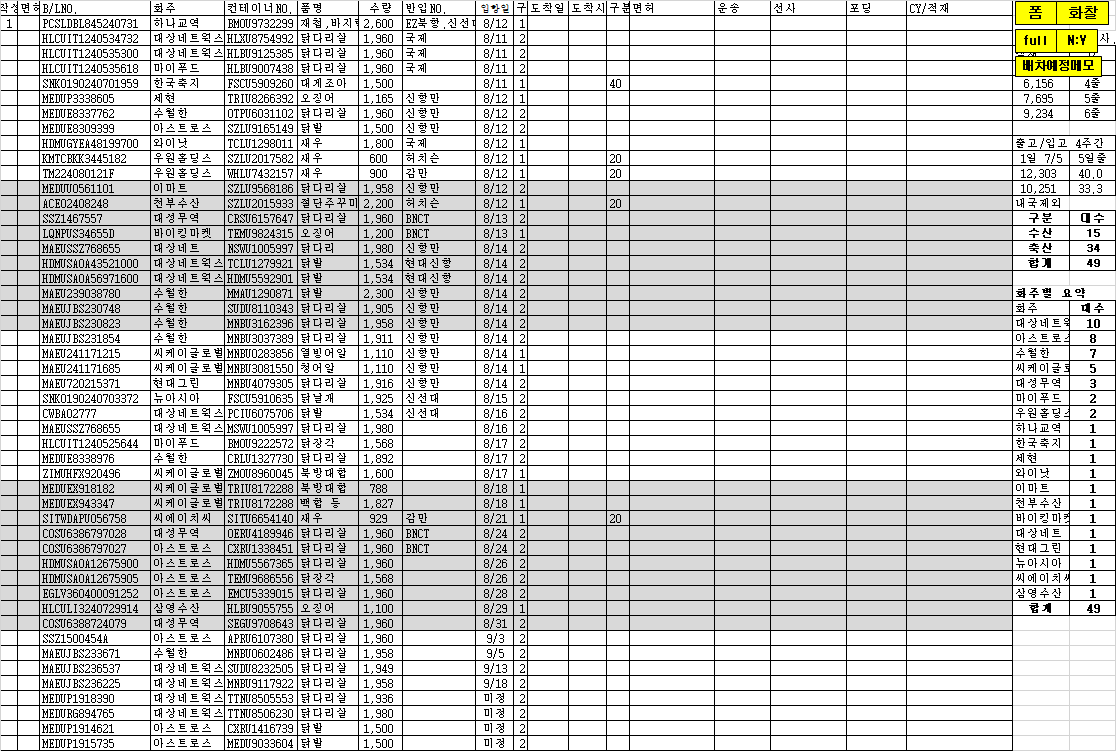 작성 면허 B/LNO. 화주 컨테이너NO. 품명 수량 반입NO. 입항일 구 도착일 도착시 구분 면허 운송 선사 포딩 CY/적재
1 PCSLDBL845240731 하나교역 BMOU9732299 재첩,바지락 2,600 EZ북항,신선대 8/12 1
HLCUIT1240534732 대상네트웍스 HLXU8754992 닭다리살 1,960 국제 8/11 2
HLCUIT1240535300 대상네트웍스 HLBU9125385 닭다리살 1,960 국제 8/11 2
HLCUIT1240535618 마이푸드 HLBU9007438 닭다리살 1,960 국제 8/11 2
SNKO190240701959 한국축지 FSCU5909260 대게조아 1,500 8/11 1 40
MEDUP3338605 제현 TRIU8266392 오징어 1,165 신항만 8/12 1
MEDUE8337762 수월한 OTPU6031102 닭다리살 1,960 신항만 8/12 2
MEDUE8309399 아스트로스 SZLU9165149 닭발 1,500 신항만 8/12 2
HDMUGYEA48199700 와이낫 TCLU1298011 새우 1,800 국제 8/12 1
KMTCBKK3445182 우원홀딩스 SZLU2017582 새우 600 허치슨 8/12 1 20
TM224080121F 우원홀딩스 WHLU7432157 새우 900 감만 8/12 1 20
MEDUU0561101 이마트 SZLU9568186 닭다리살 1,958 신항만 8/12 2
ACE02408248 천부수산 SZLU2015933 절단주꾸미 2,200 허치슨 8/12 1 20
SSZ1467557 대성무역 CRSU6157647 닭다리살 1,960 BNCT 8/13 2
LQNPUS34655D 바이킹마켓 TEMU9824315 오징어 1,200 BNCT 8/13 1
MAEUSSZ768655 대상네트 NSWU1005997 닭다리 1,980 신항만 8/14 2
HDMUSAOA43521000 대상네트웍스 TCLU1279921 닭발 1,534 현대신항 8/14 2
HDMUSAOA56971600 대상네트웍스 HDMU5592901 닭발 1,534 현대신항 8/14 2
MAEU239038780 수월한 MMAU1290871 닭발 2,300 신항만 8/14 2
MAEUJBS230748 수월한 SUDU8110343 닭다리살 1,905 신항만 8/14 2
MAEUJBS230823 수월한 MNBU3162396 닭다리살 1,958 신항만 8/14 2
MAEUJBS231854 수월한 MNBU3037389 닭다리살 1,911 신항만 8/14 2
MAEU241171215 씨케이글로벌 MNBU0283856 열빙어알 1,110 신항만 8/14 1
MAEU241171685 씨케이글로벌 MNBU3081550 청어알 1,110 신항만 8/14 1
MAEU720215371 현대그린 MNBU4079305 닭다리살 1,916 신항만 8/14 2
SNKO190240703372 뉴아시아 FSCU5910635 닭날개 1,925 신선대 8/15 2
CWBA02777 대상네트웍스 PCIU6075706 닭발 1,534 신선대 8/16 2
MAEUSSZ768655 대상네트웍스 MSWU1005997 닭다리살 1,980 8/16 2
HLCUIT1240525644 마이푸드 BMOU9222572 닭장각 1,568 8/17 2
MEDUE8338976 수월한 CRLU1327730 닭다리살 1,892 8/17 2
ZIMUHFX920496 씨케이글로벌 ZMOU8960045 북방대합 1,600 8/17 1
MEDUEX918182 씨케이글로벌 TRIU8172288 북방대합 788 8/18 1
MEDUEX943347 씨케이글로벌 TRIU8172288 백합 등 1,827 8/18 1
SITWDAPU056758 씨에이치씨 SITU6654140 새우 929 감만 8/21 1 20
COSU6386797028 대성무역 OERU4189946 닭다리살 1,960 BNCT 8/24 2
COSU6386797027 아스트로스 CXRU1338451 닭다리살 1,960 BNCT 8/24 2
HDMUSAOA12675900 아스트로스 HDMU5567365 닭다리살 1,960 8/26 2
HDMUSAOA12675905 아스트로스 TEMU9686556 닭장각 1,568 8/26 2
EGLV360400091252 아스트로스 EMCU5339015 닭다리살 1,960 8/28 2
HLCULI3240729914 삼영수산 HLBU9055755 오징어 1,100 8/29 1
COSU6388724079 대성무역 SEGU9708643 닭다리살 1,960 8/31 2
SSZ1500454A 아스트로스 APRU6107380 닭다리살 1,960 9/3 2
MAEUJBS233671 수월한 MNBU0602486 닭다리살 1,958 9/5 2
MAEUJBS236537 대상네트웍스 SUDU8232505 닭다리살 1,949 9/13 2
MAEUJBS236225 대상네트웍스 MNBU9117922 닭다리살 1,958 9/18 2
MEDUP1918390 대상네트웍스 TTNU8505553 닭다리살 1,936 미정 2
MEDURG894765 대상네트웍스 TTNU8506230 닭다리살 1,980 미정 2
MEDUP1914621 아스트로스 CXRU1416739 닭발 1,500 미정 2
MEDUP1915735 아스트로스 MEDU9033604 닭발 1,500 미정 2
폼 화찰
full N:Y 사.
배차예정메모
6,156 4줄
7,695 5줄
9,234 6줄
출고/입고 4주간
1일 7/5 5일줄
12,303 40.0
10,251 33.3
내국제외
구분 대수
수산 15
축산 34
합계 49
화주별 요약
화주 대수
대상네트웍 10
아스트로스 8
수월한 7
씨케이글로 5
대성무역 3
마이푸드 2
우원홀딩스 2
하나교역 1
한국축지 1
제현 1
와이낫 1
이마트 1
천부수산 1
바이킹마켓 1
대상네트 1
현대그린 1
뉴아시아 1
씨에이치씨 1
삼영수산 1
합계 49